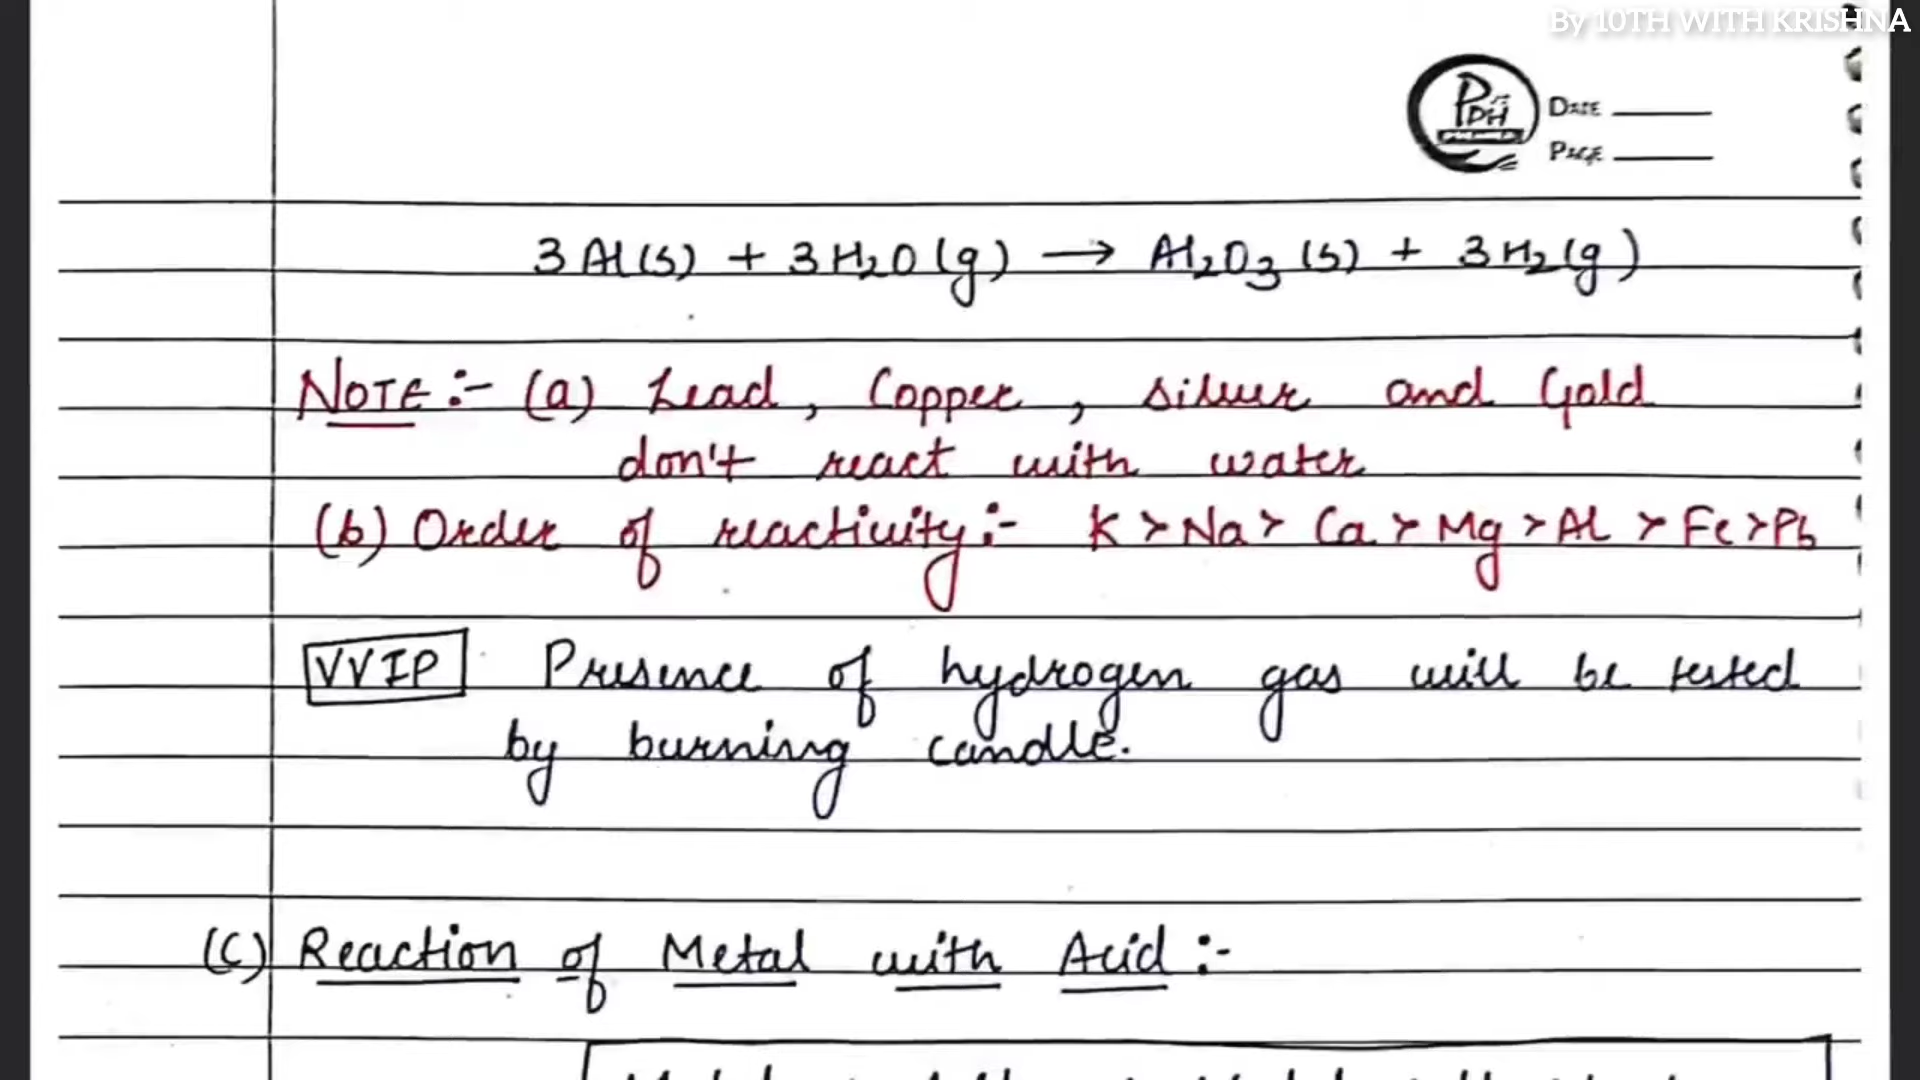 By 10TH WITH KRISHNA
PDH
DATE
PAGE
3Al(s) + 3H₂O(g) → Al₂O₃(s) + 3H₂(g)
NOTE :- (a) Lead, Copper, silver and Gold
don't react with water
(b) Order of reactivity :- K > Na > Ca > Mg > Al > Fe > Pb
VVIP Presence of hydrogen gas will be tested
by burning candle.
(C) Reaction of Metal with Acid :-